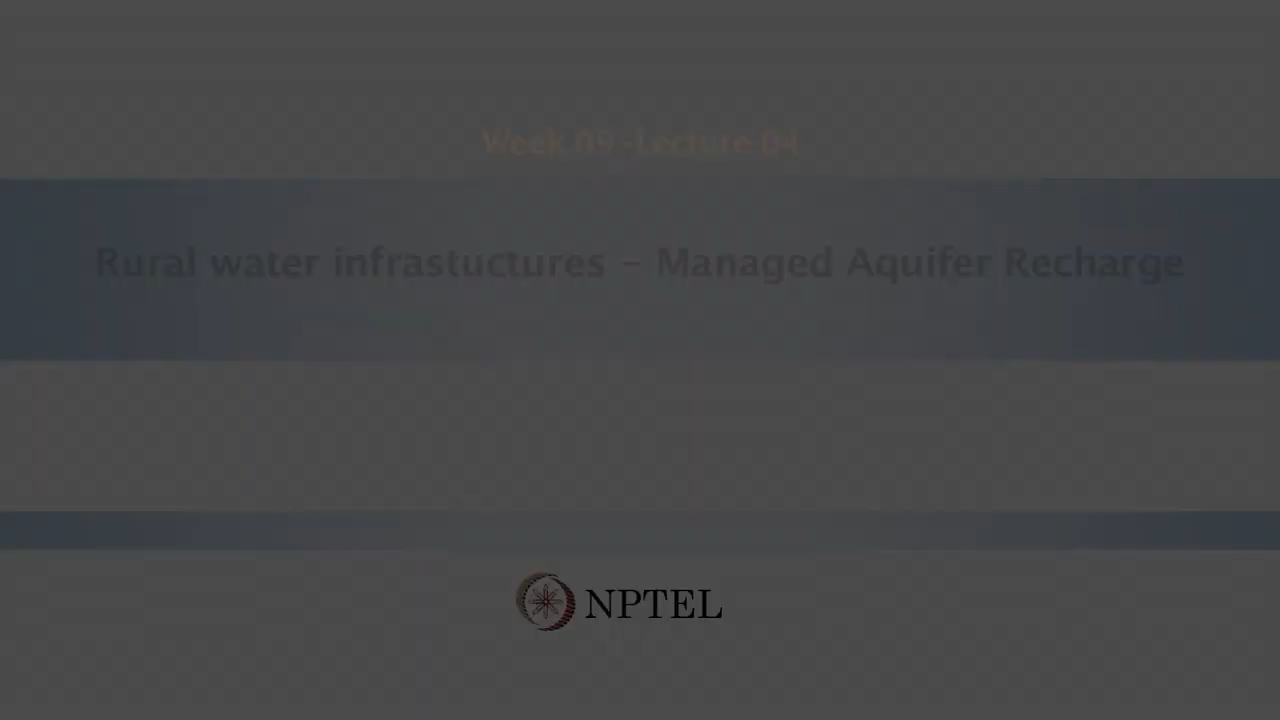 Week 09 -Lecture 04
Rural water infrastuctures - Managed Aquifer Recharge
NPTEL